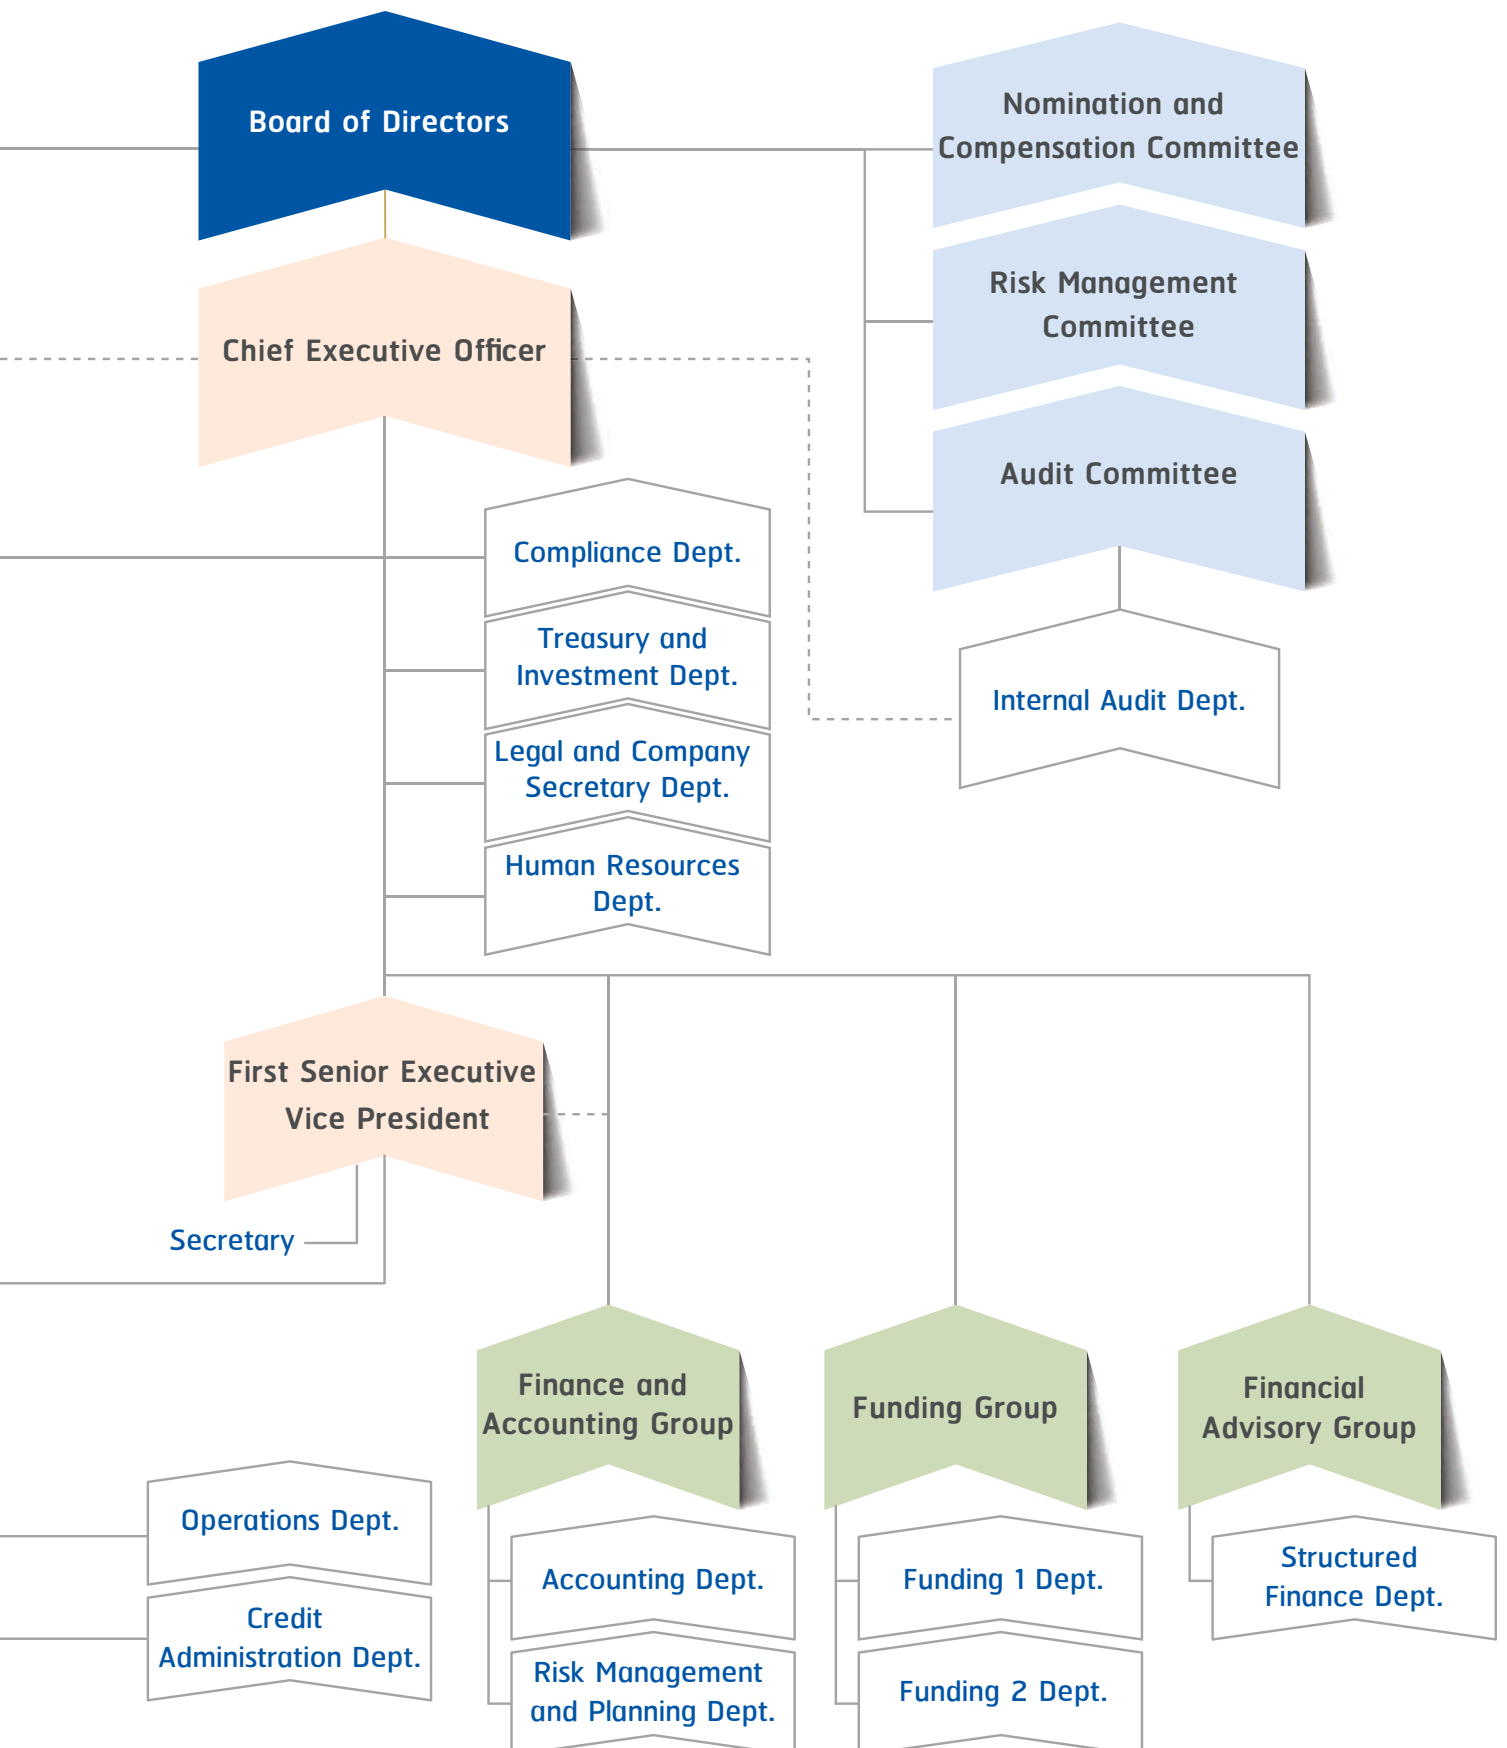 Board of Directors
Nomination and
Compensation Committee
Risk Management
Committee
Chief Executive Officer
Audit Committee
Compliance Dept.
Treasury and
Investment Dept.
Internal Audit Dept.
Legal and Company
Secretary Dept.
Human Resources
Dept.
First Senior Executive
Vice President
Secretary
Finance and
Accounting Group
Funding Group
Financial
Advisory Group
Operations Dept.
Credit
Administration Dept.
Accounting Dept.
Risk Management
and Planning Dept.
Funding 1 Dept.
Funding 2 Dept.
Structured
Finance Dept.